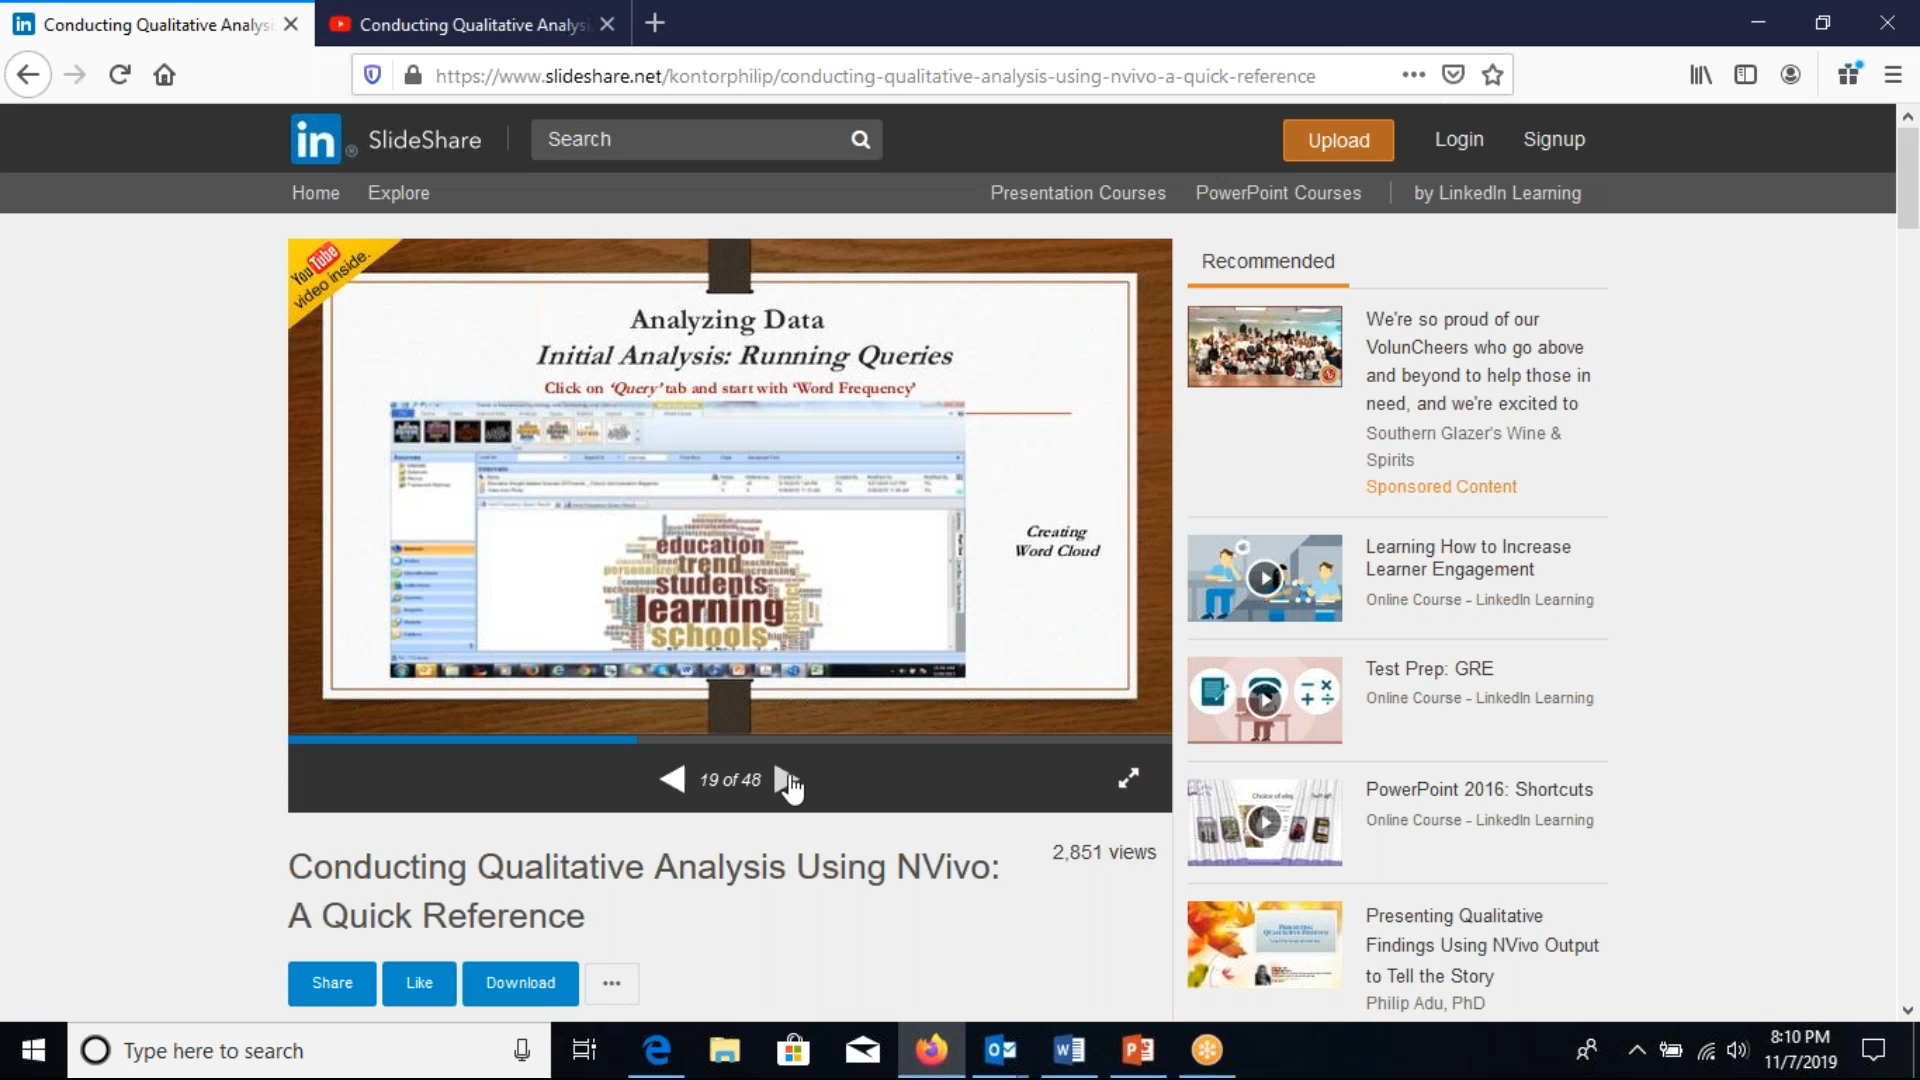 Conducting Qualitative Analysi
Conducting Qualitative Analysi
https://www.slideshare.net/kontorphilip/conducting-qualitative-analysis-using-nvivo-a-quick-reference
in SlideShare
Search
Upload
Login
Signup
Home
Explore
Presentation Courses
PowerPoint Courses
by LinkedIn Learning
YouTube
video inside.
Analyzing Data
Initial Analysis: Running Queries
Click on ‘Query’ tab and start with ‘Word Frequency’
education
trend
students
learning
schools
personalized
increasing
technology
district
Creating
Word Cloud
19 of 48
Conducting Qualitative Analysis Using NVivo:
A Quick Reference
2,851 views
Share
Like
Download
Recommended
We're so proud of our
VolunCheers who go above
and beyond to help those in
need, and we're excited to
Southern Glazer's Wine &
Spirits
Sponsored Content
Learning How to Increase
Learner Engagement
Online Course - LinkedIn Learning
Test Prep: GRE
Online Course - LinkedIn Learning
PowerPoint 2016: Shortcuts
Online Course - LinkedIn Learning
Presenting Qualitative
Findings Using NVivo Output
to Tell the Story
Philip Adu, PhD
Type here to search
8:10 PM
11/7/2019